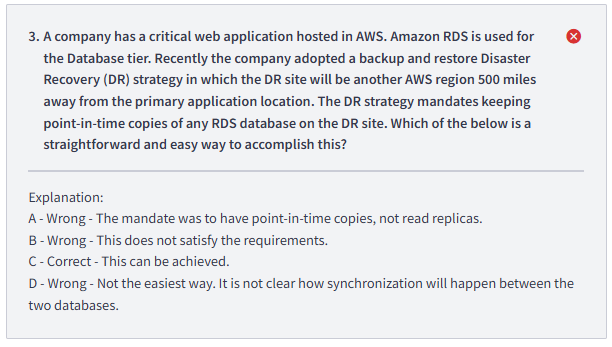 3. A company has a critical web application hosted in AWS. Amazon RDS is used for
the Database tier. Recently the company adopted a backup and restore Disaster
Recovery (DR) strategy in which the DR site will be another AWS region 500 miles
away from the primary application location. The DR strategy mandates keeping
point-in-time copies of any RDS database on the DR site. Which of the below is a
straightforward and easy way to accomplish this?
Explanation:
A - Wrong - The mandate was to have point-in-time copies, not read replicas.
B - Wrong - This does not satisfy the requirements.
C - Correct - This can be achieved.
D - Wrong - Not the easiest way. It is not clear how synchronization will happen between the
two databases.